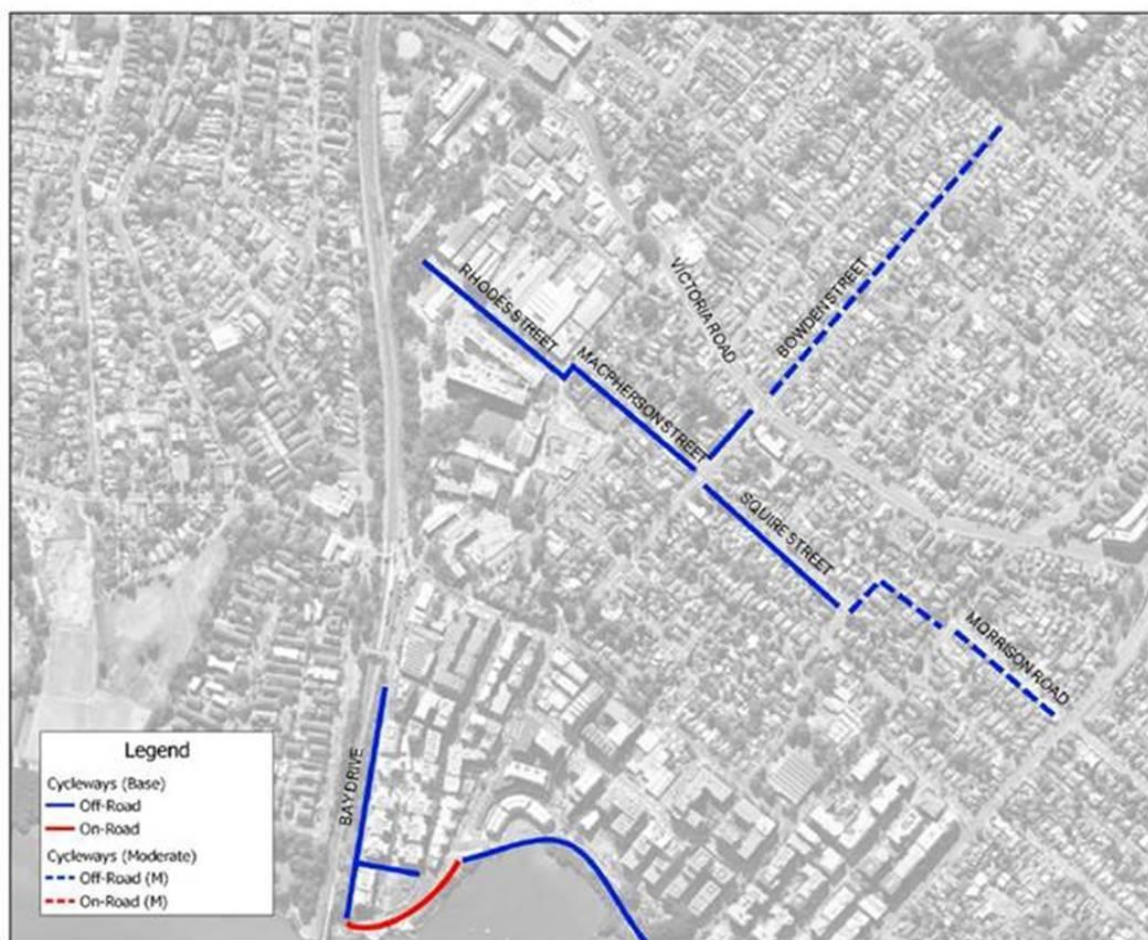 RHODES STREET
VICTORIA ROAD
BOWDEN STREET
MACPHERSON STREET
SQUIRE STREET
MORRISON ROAD
BAY DRIVE
Legend
Cycleways (Base)
Off-Road
On-Road
Cycleways (Moderate)
Off-Road (M)
On-Road (M)